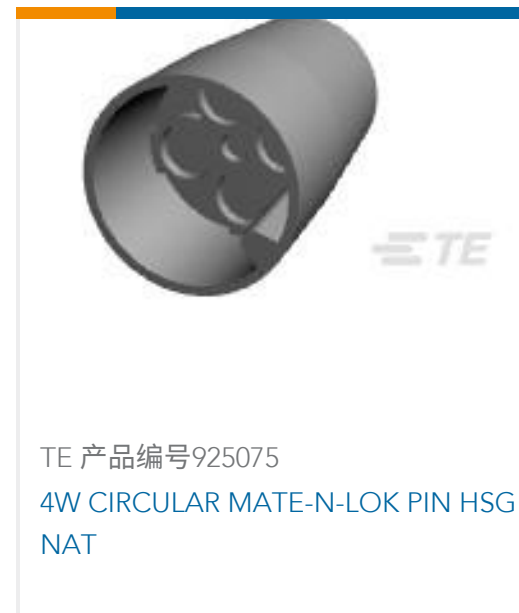 TE
TE 产品编号925075
4W CIRCULAR MATE-N-LOK PIN HSG
NAT